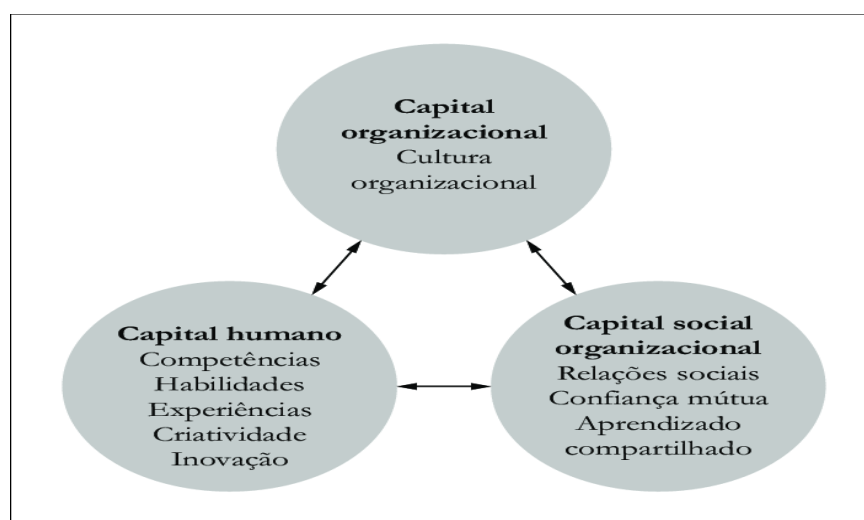 Capital
organizacional
Cultura
organizacional
Capital humano
Competências
Habilidades
Experiências
Criatividade
Inovação
Capital social
organizacional
Relações sociais
Confiança mútua
Aprendizado
compartilhado